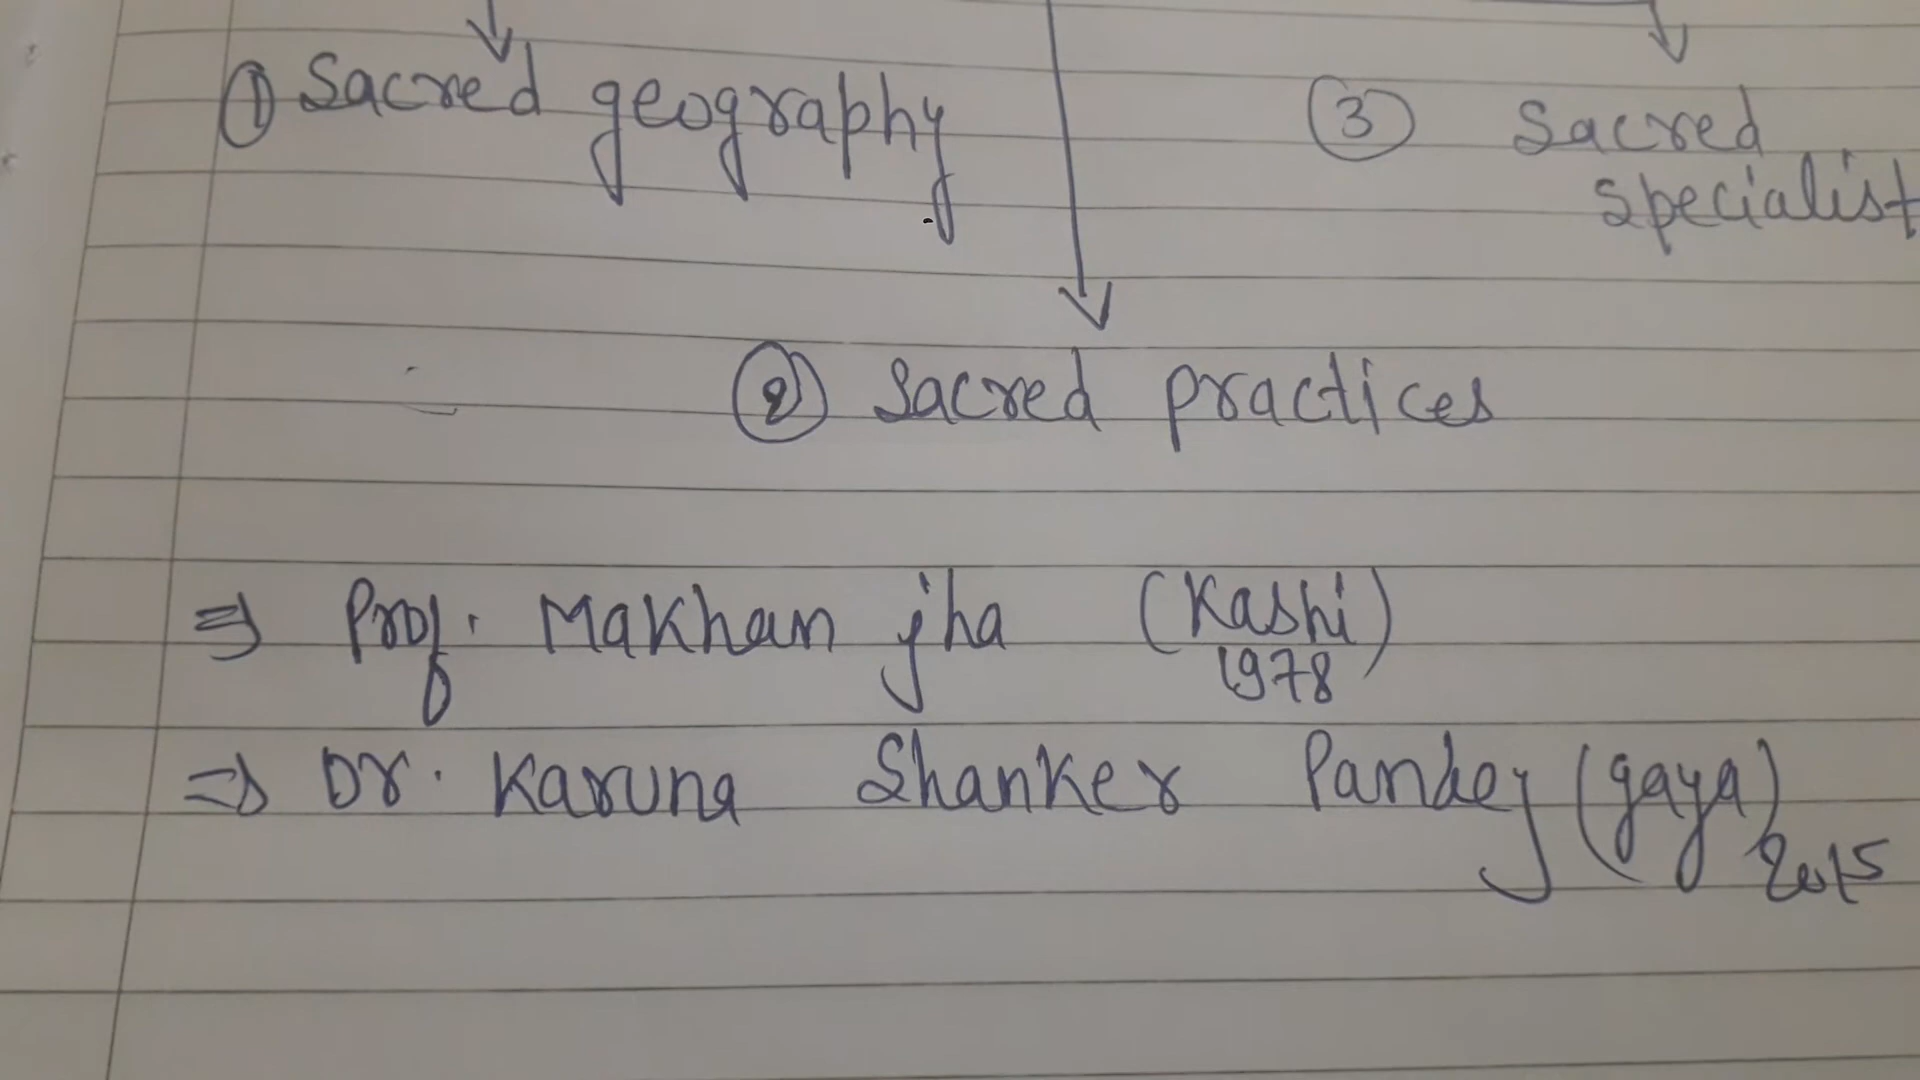 ① Sacred geography
③ Sacred
specialist
② Sacred practices
⇒ Prof. Makhan jha (Kashi)
1978
⇒ Dr. Karuna Shanker Pandey (gaya)
2015